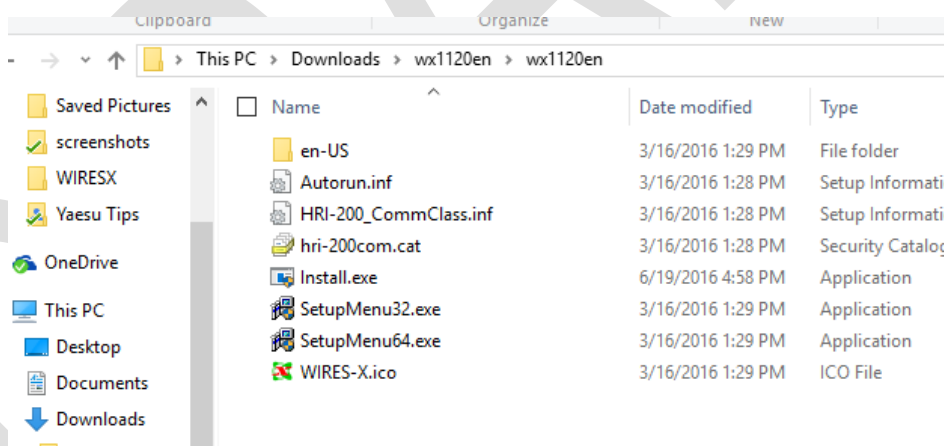 Clipboard Organize New
This PC > Downloads > wx1120en > wx1120en
Saved Pictures
screenshots
WIRESX
Yaesu Tips
OneDrive
This PC
Desktop
Documents
Downloads
Name Date modified Type
en-US 3/16/2016 1:29 PM File folder
Autorun.inf 3/16/2016 1:28 PM Setup Informati
HRI-200_CommClass.inf 3/16/2016 1:28 PM Setup Informati
hri-200com.cat 3/16/2016 1:28 PM Security Catalog
Install.exe 6/19/2016 4:58 PM Application
SetupMenu32.exe 3/16/2016 1:29 PM Application
SetupMenu64.exe 3/16/2016 1:29 PM Application
WIRES-X.ico 3/16/2016 1:29 PM ICO File